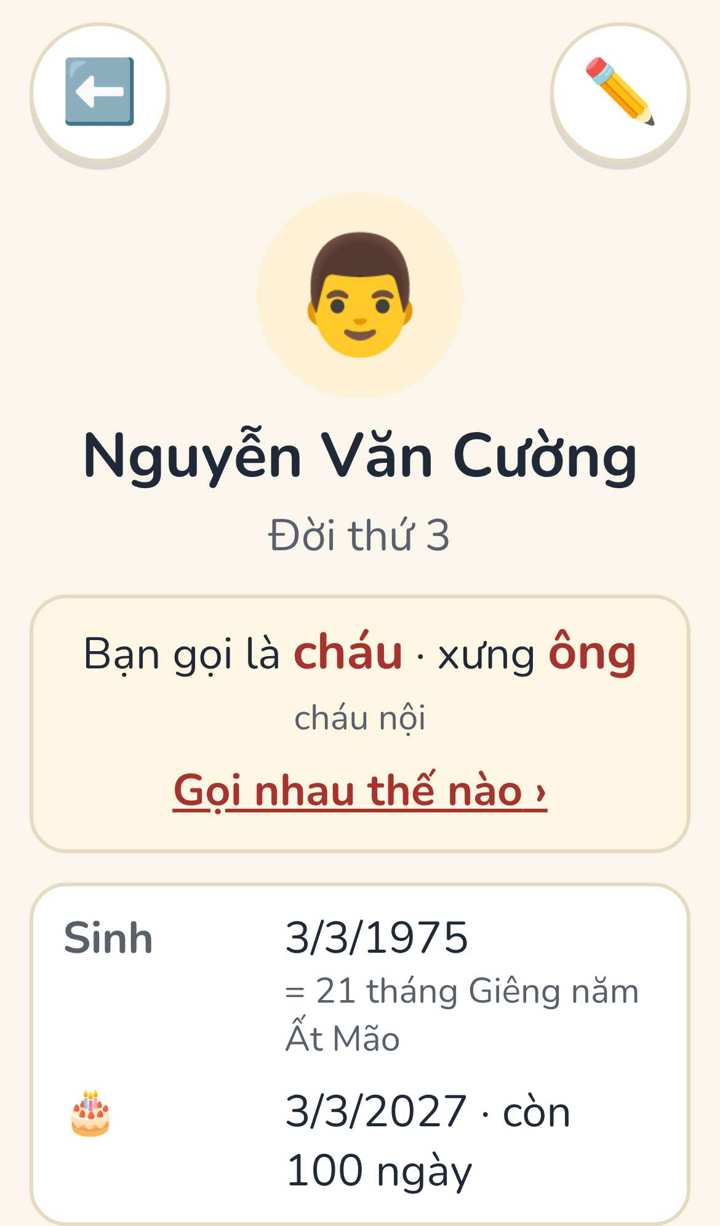 Nguyễn Văn Cường
Đời thứ 3
Bạn gọi là cháu · xưng ông
cháu nội
Gọi nhau thế nào ›
Sinh 3/3/1975
= 21 tháng Giêng năm
Ất Mão
3/3/2027 · còn
100 ngày